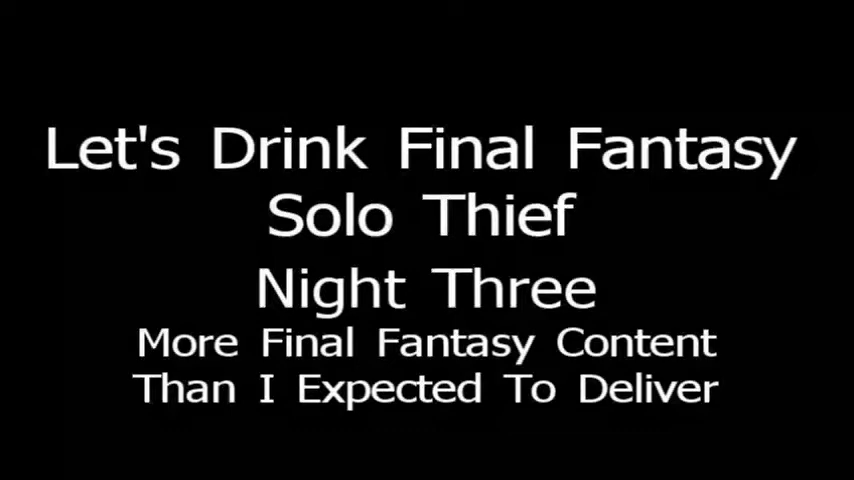 Let's Drink Final Fantasy
Solo Thief
Night Three
More Final Fantasy Content
Than I Expected To Deliver